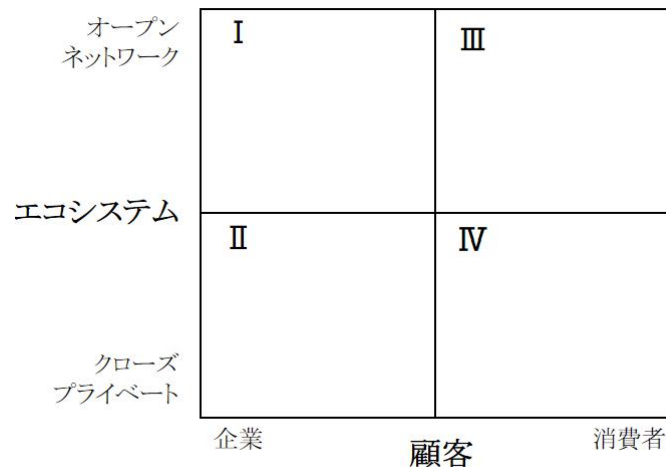 オープン
ネットワーク
Ⅰ
Ⅲ
エコシステム
Ⅱ
Ⅳ
クローズ
プライベート
企業
顧客
消費者